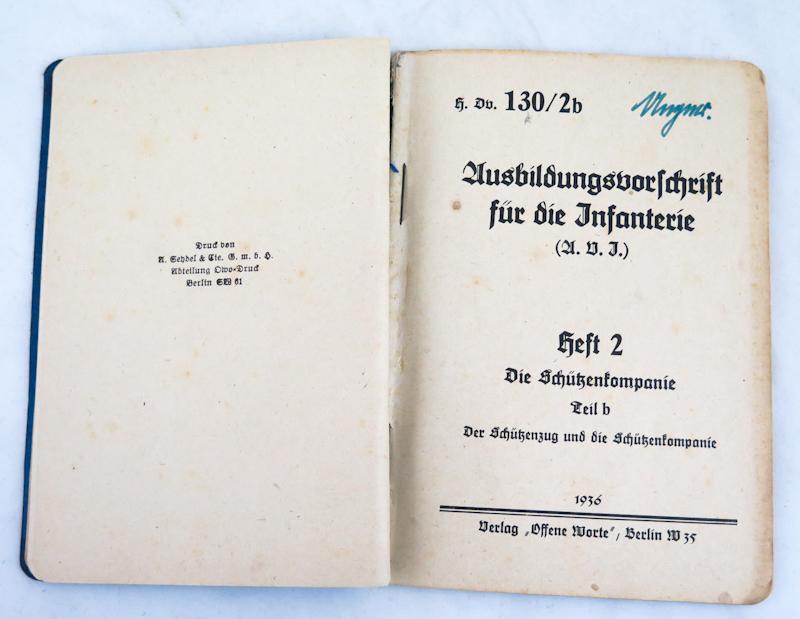 Druck von
A. Seydel & Cie. G. m. b. H.
Abteilung Owo-Druck
Berlin SW 61
H. Dv. 130/2b
Ausbildungsvorschrift
für die Infanterie
(A. V. I.)
Heft 2
Die Schützenkompanie
Teil b
Der Schützenzug und die Schützenkompanie
1936
Verlag „Offene Worte“, Berlin W 35